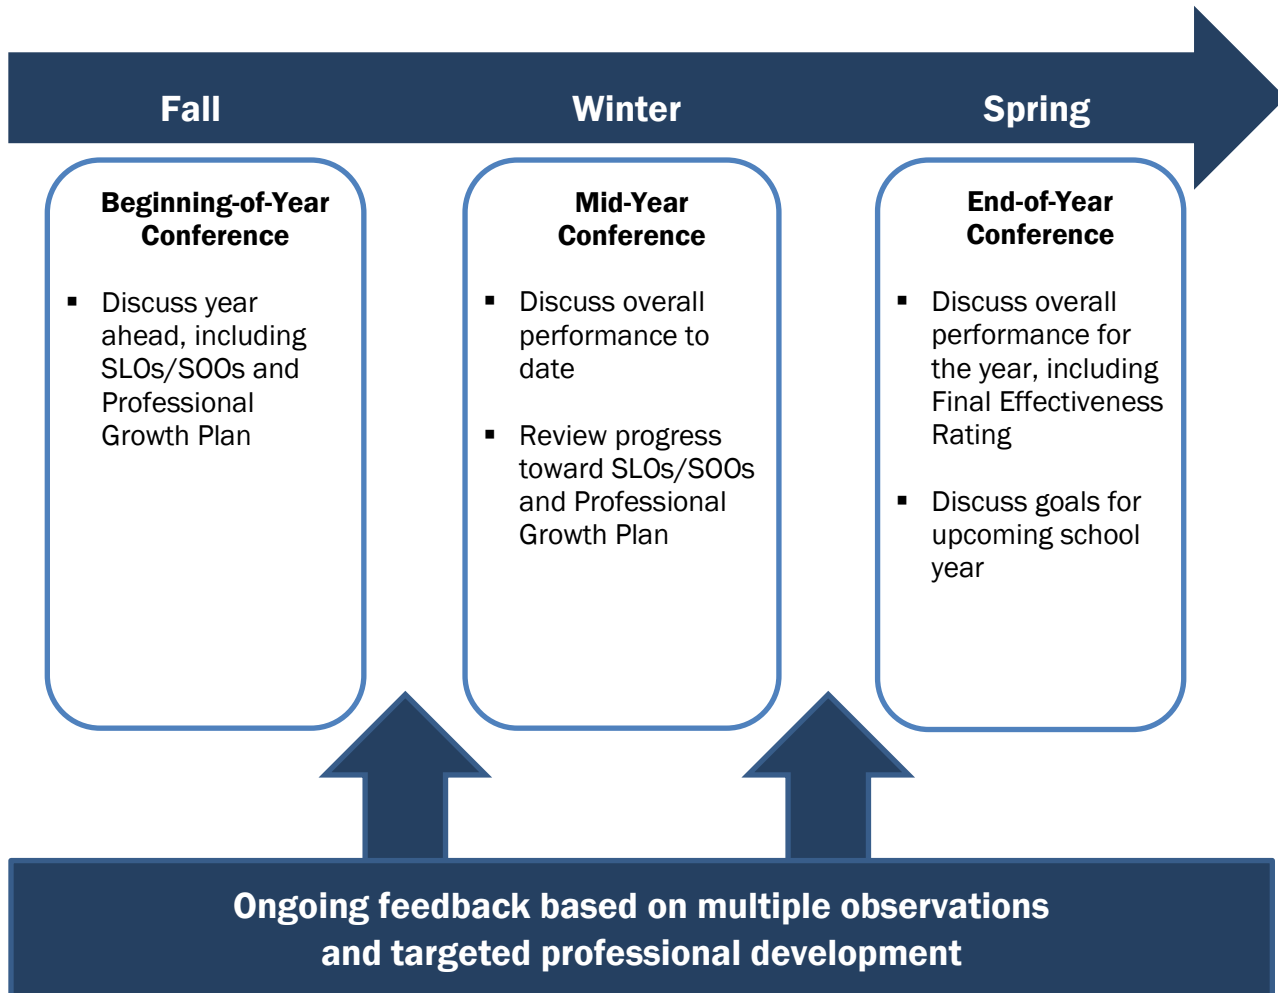 Fall
Winter
Spring
Beginning-of-Year
Conference
▪ Discuss year
ahead, including
SLOs/SOOs and
Professional
Growth Plan
Mid-Year
Conference
▪ Discuss overall
performance to
date
▪ Review progress
toward SLOs/SOOs
and Professional
Growth Plan
End-of-Year
Conference
▪ Discuss overall
performance for
the year, including
Final Effectiveness
Rating
▪ Discuss goals for
upcoming school
year
Ongoing feedback based on multiple observations
and targeted professional development